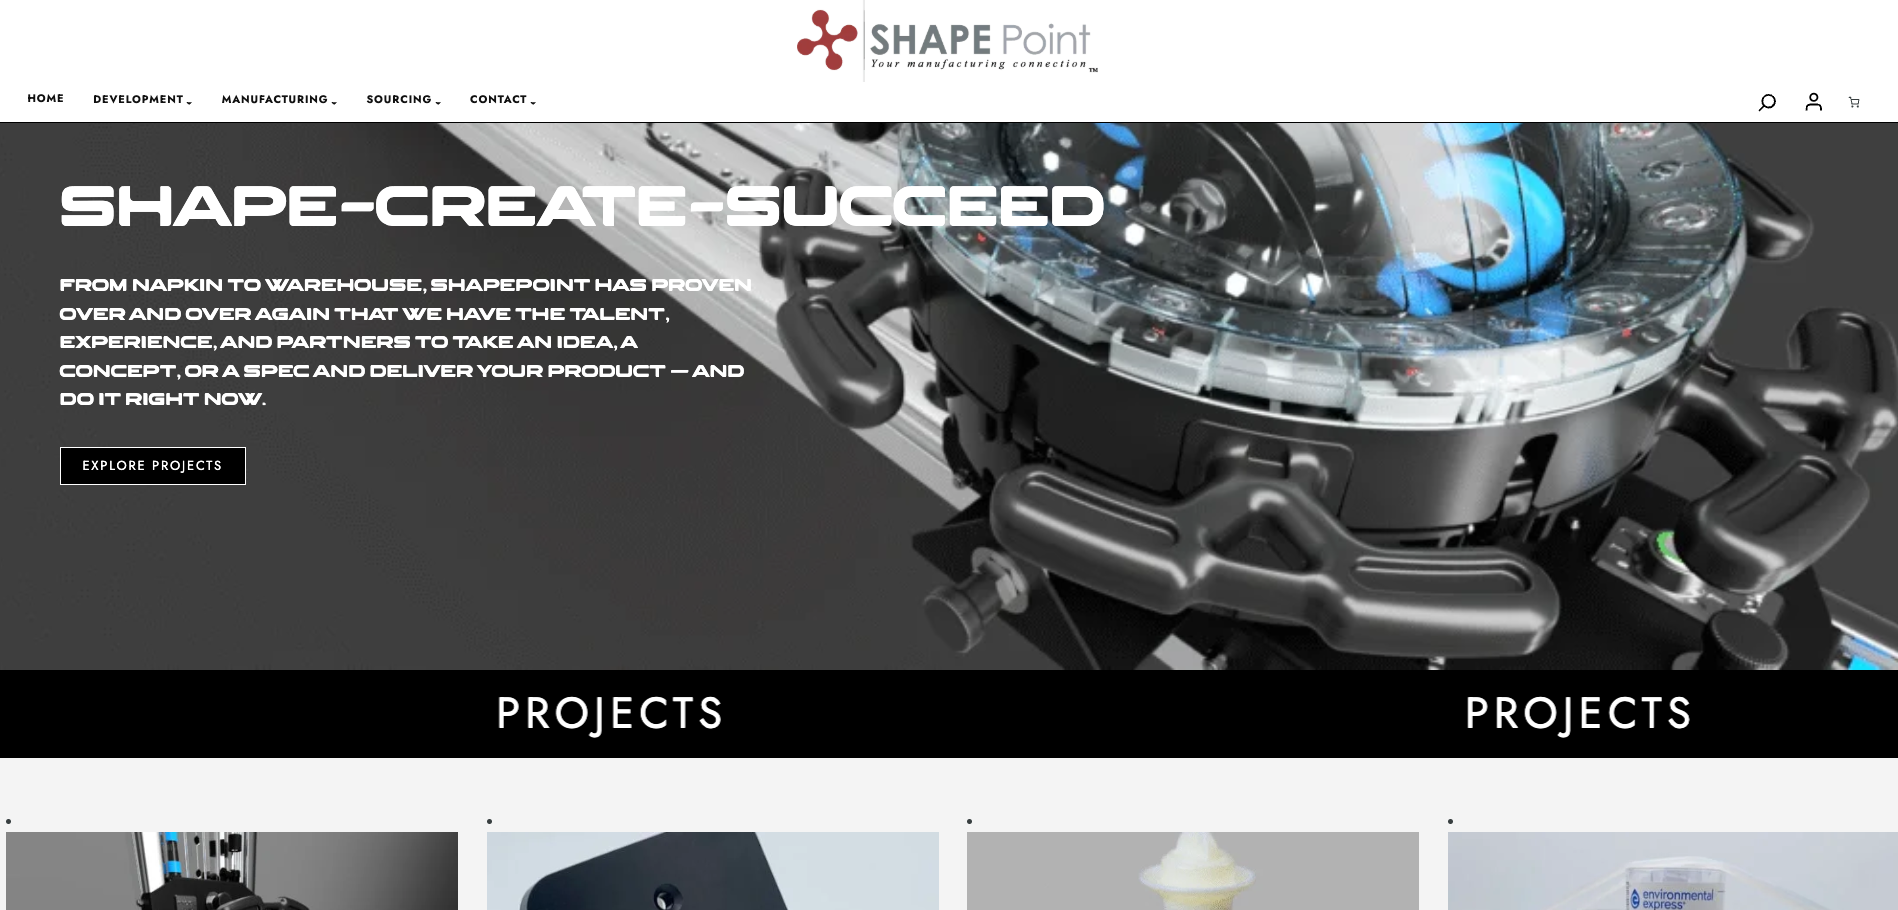 SHAPE Point
Your manufacturing connection™
HOME DEVELOPMENT MANUFACTURING SOURCING CONTACT
SHAPE-CREATE-SUCCEED
FROM NAPKIN TO WAREHOUSE, SHAPEPOINT HAS PROVEN
OVER AND OVER AGAIN THAT WE HAVE THE TALENT,
EXPERIENCE, AND PARTNERS TO TAKE AN IDEA, A
CONCEPT, OR A SPEC AND DELIVER YOUR PRODUCT — AND
DO IT RIGHT NOW.
EXPLORE PROJECTS
PROJECTS PROJECTS
environmental
express